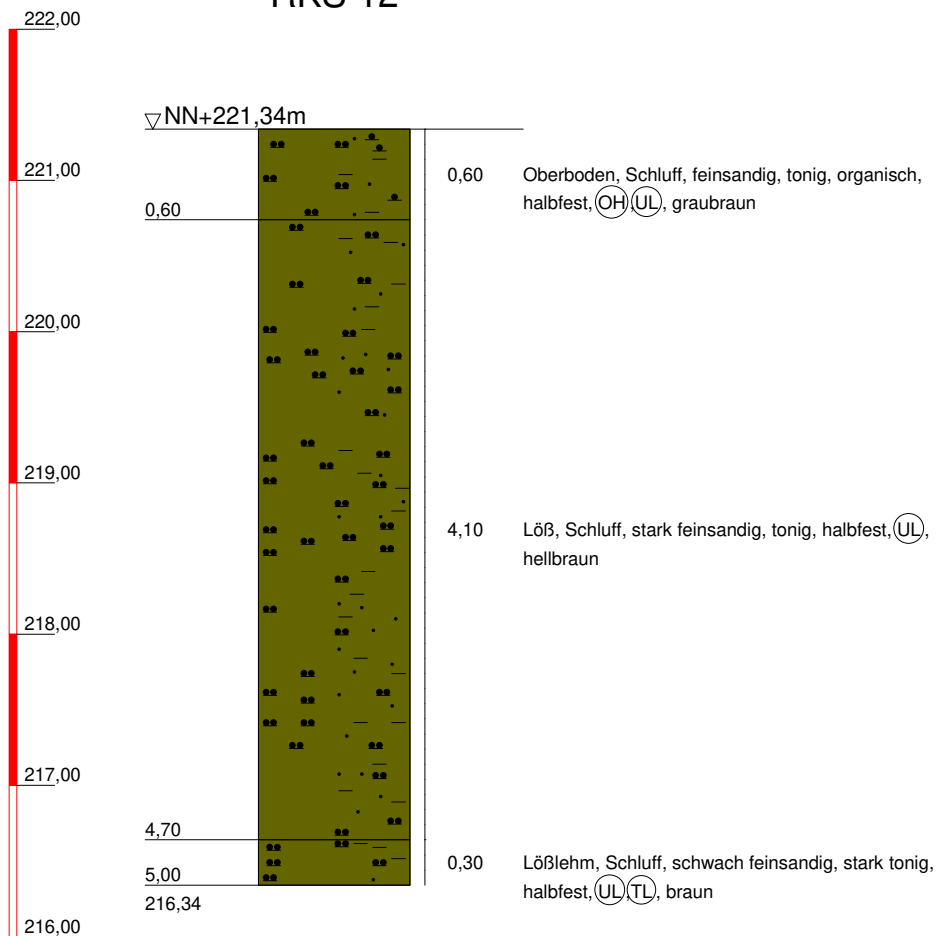 RKS 12
222,00
NN+221,34m
221,00
0,60
0,60 Oberboden, Schluff, feinsandig, tonig, organisch,
halbfest, OH, UL, graubraun
220,00
219,00
4,10 Löß, Schluff, stark feinsandig, tonig, halbfest, UL,
hellbraun
218,00
217,00
4,70
0,30 Lößlehm, Schluff, schwach feinsandig, stark tonig,
halbfest, UL, TL, braun
5,00
216,34
216,00